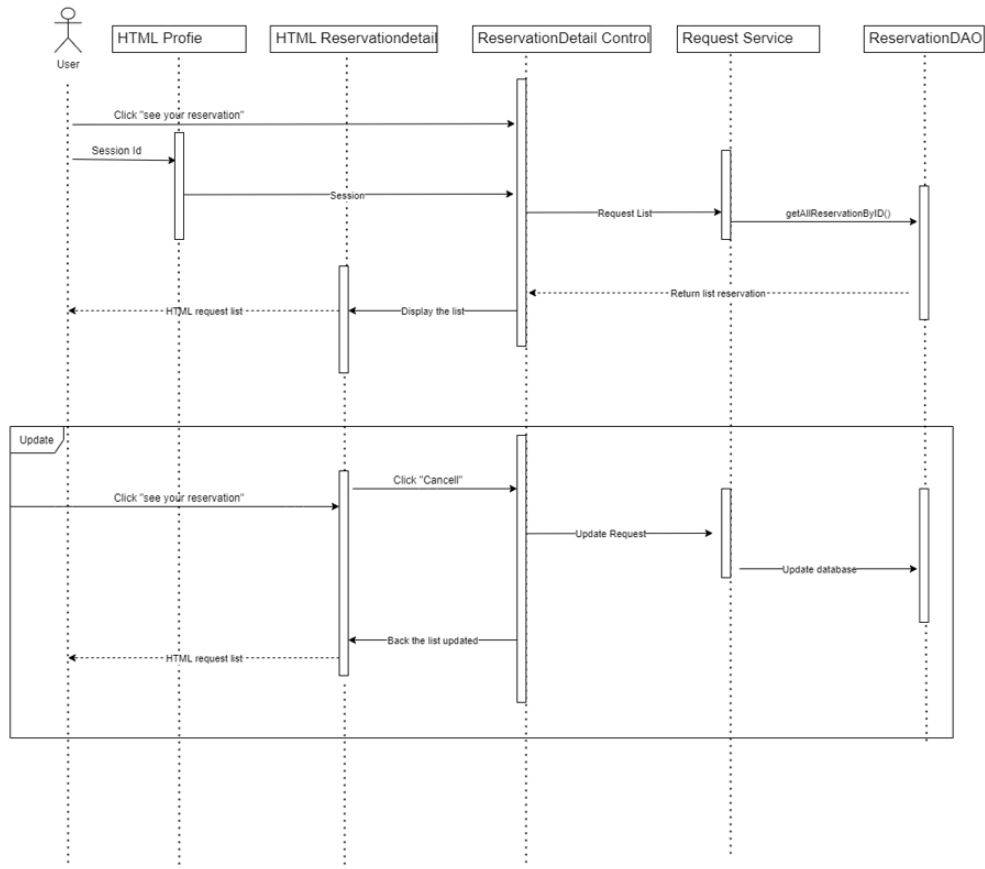 User
HTML Profie
HTML Reservationdetail
ReservationDetail Control
Request Service
ReservationDAO
Click "see your reservation"
Session Id
Session
Request List
getAllReservationByID()
Return list reservation
HTML request list
Display the list
Update
Click "Cancell"
Click "see your reservation"
Update Request
Update database
Back the list updated
HTML request list